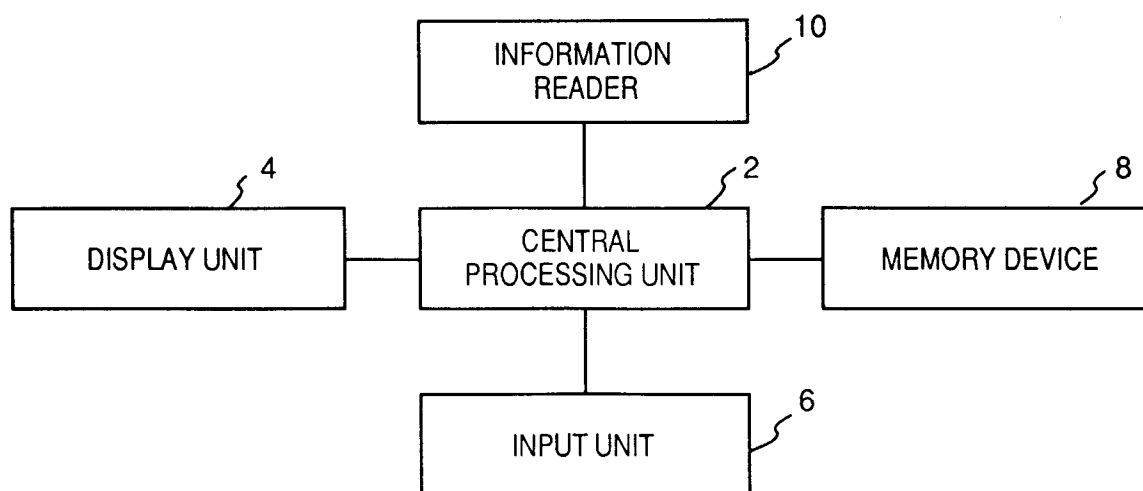 10
INFORMATION
READER
4
2
8
DISPLAY UNIT
CENTRAL
PROCESSING UNIT
MEMORY DEVICE
6
INPUT UNIT